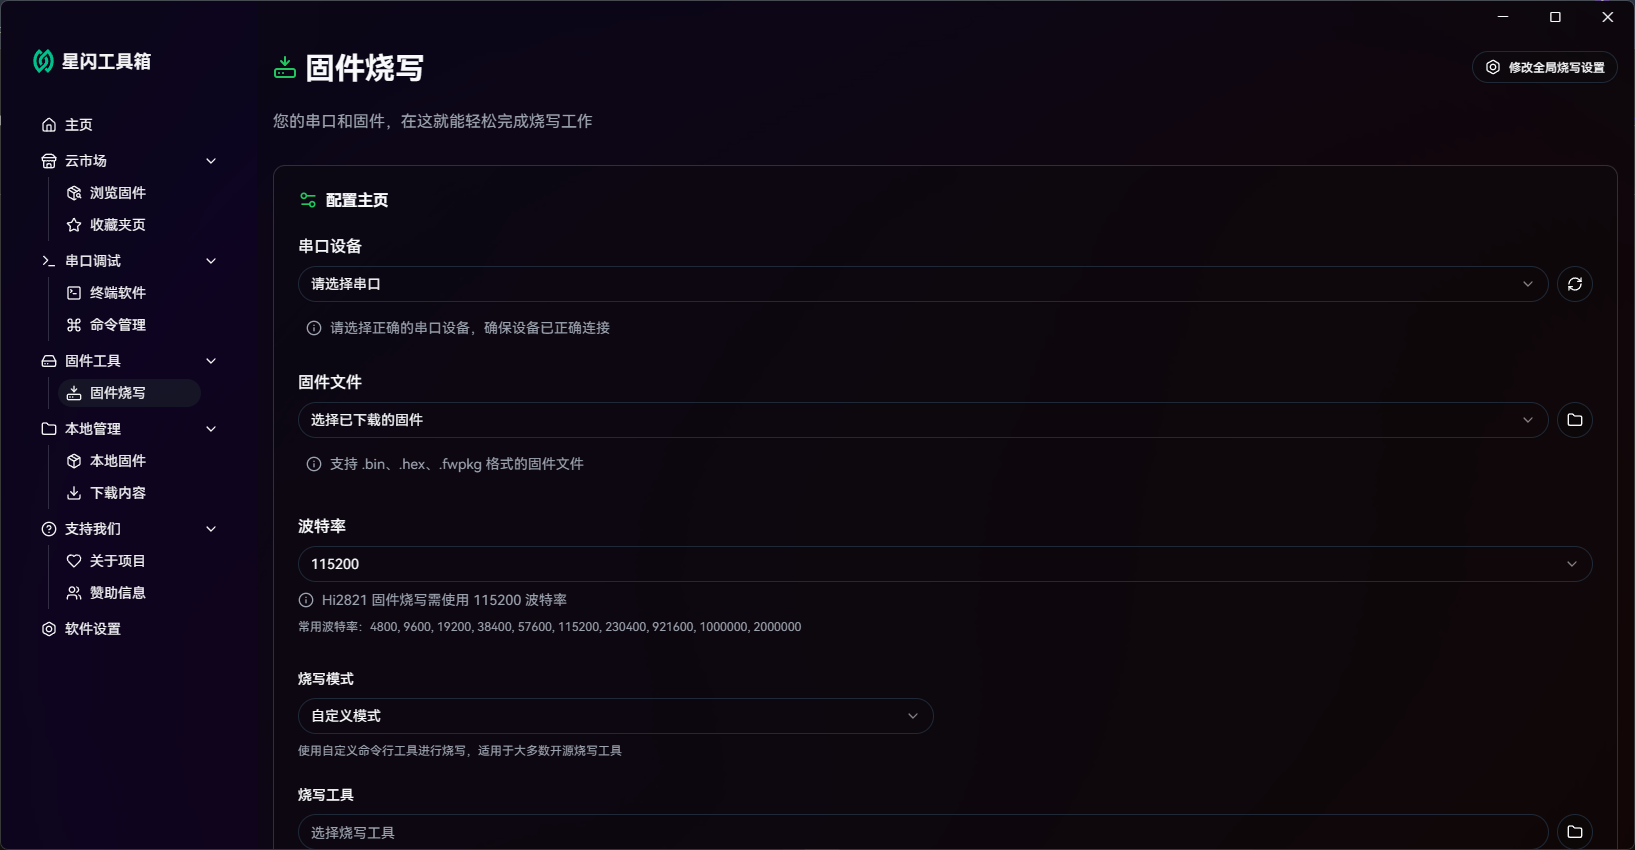 星闪工具箱
主页
云市场
浏览固件
收藏夹页
串口调试
终端软件
命令管理
固件工具
固件烧写
本地管理
本地固件
下载内容
支持我们
关于项目
赞助信息
软件设置
固件烧写
修改全局烧写设置
您的串口和固件，在这就能轻松完成烧写工作
配置主页
串口设备
请选择串口
请选择正确的串口设备，确保设备已正确连接
固件文件
选择已下载的固件
支持 .bin、.hex、.fwpkg 格式的固件文件
波特率
115200
Hi2821 固件烧写需使用 115200 波特率
常用波特率：4800, 9600, 19200, 38400, 57600, 115200, 230400, 921600, 1000000, 2000000
烧写模式
自定义模式
使用自定义命令行工具进行烧写，适用于大多数开源烧写工具
烧写工具
选择烧写工具